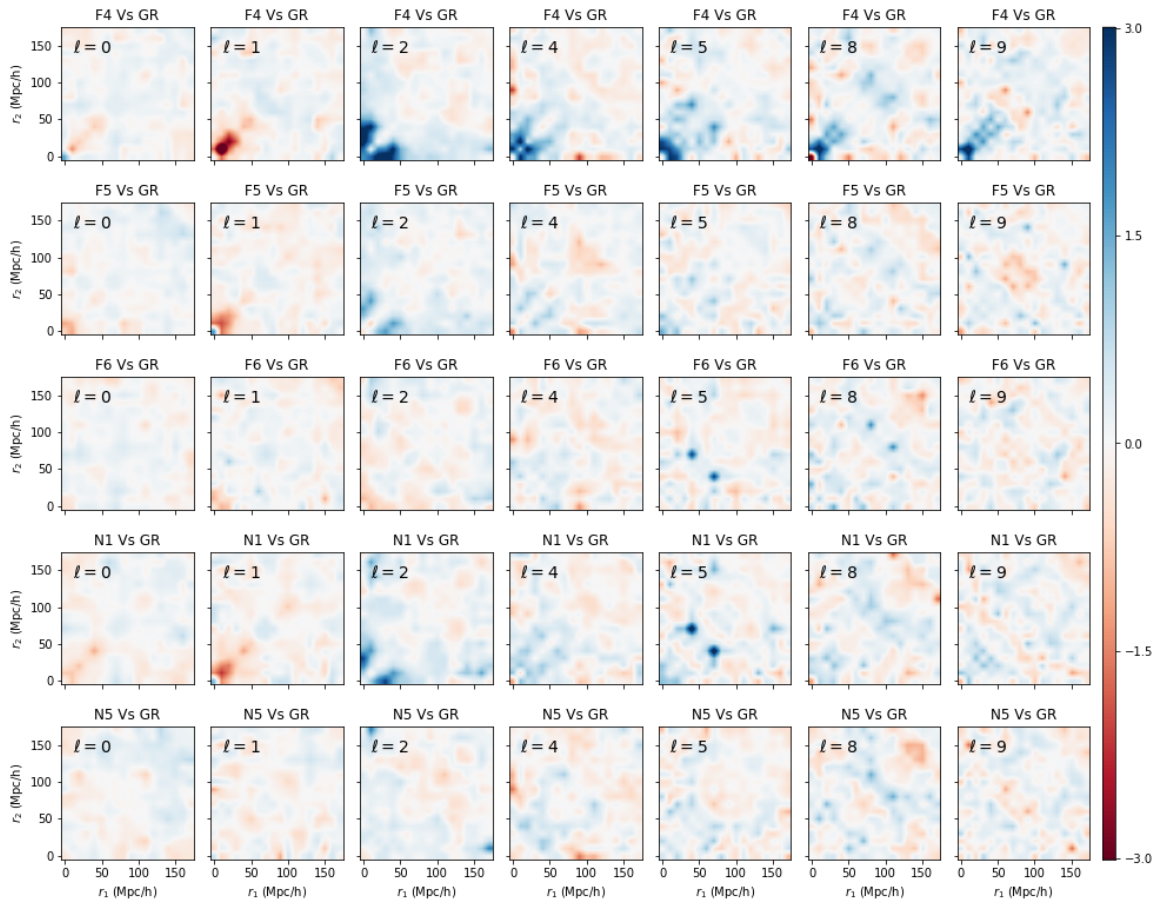 F4 Vs GR F4 Vs GR F4 Vs GR F4 Vs GR F4 Vs GR F4 Vs GR F4 Vs GR
ℓ = 0 ℓ = 1 ℓ = 2 ℓ = 4 ℓ = 5 ℓ = 8 ℓ = 9
r₂ (Mpc/h)
150
100
50
0
F5 Vs GR F5 Vs GR F5 Vs GR F5 Vs GR F5 Vs GR F5 Vs GR F5 Vs GR
ℓ = 0 ℓ = 1 ℓ = 2 ℓ = 4 ℓ = 5 ℓ = 8 ℓ = 9
r₂ (Mpc/h)
150
100
50
0
F6 Vs GR F6 Vs GR F6 Vs GR F6 Vs GR F6 Vs GR F6 Vs GR F6 Vs GR
ℓ = 0 ℓ = 1 ℓ = 2 ℓ = 4 ℓ = 5 ℓ = 8 ℓ = 9
r₂ (Mpc/h)
150
100
50
0
N1 Vs GR N1 Vs GR N1 Vs GR N1 Vs GR N1 Vs GR N1 Vs GR N1 Vs GR
ℓ = 0 ℓ = 1 ℓ = 2 ℓ = 4 ℓ = 5 ℓ = 8 ℓ = 9
r₂ (Mpc/h)
150
100
50
0
N5 Vs GR N5 Vs GR N5 Vs GR N5 Vs GR N5 Vs GR N5 Vs GR N5 Vs GR
ℓ = 0 ℓ = 1 ℓ = 2 ℓ = 4 ℓ = 5 ℓ = 8 ℓ = 9
r₂ (Mpc/h)
150
100
50
0
0 50 100 150 0 50 100 150 0 50 100 150 0 50 100 150 0 50 100 150 0 50 100 150 0 50 100 150
r₁ (Mpc/h) r₁ (Mpc/h) r₁ (Mpc/h) r₁ (Mpc/h) r₁ (Mpc/h) r₁ (Mpc/h) r₁ (Mpc/h)
3.0
1.5
0.0
−1.5
−3.0